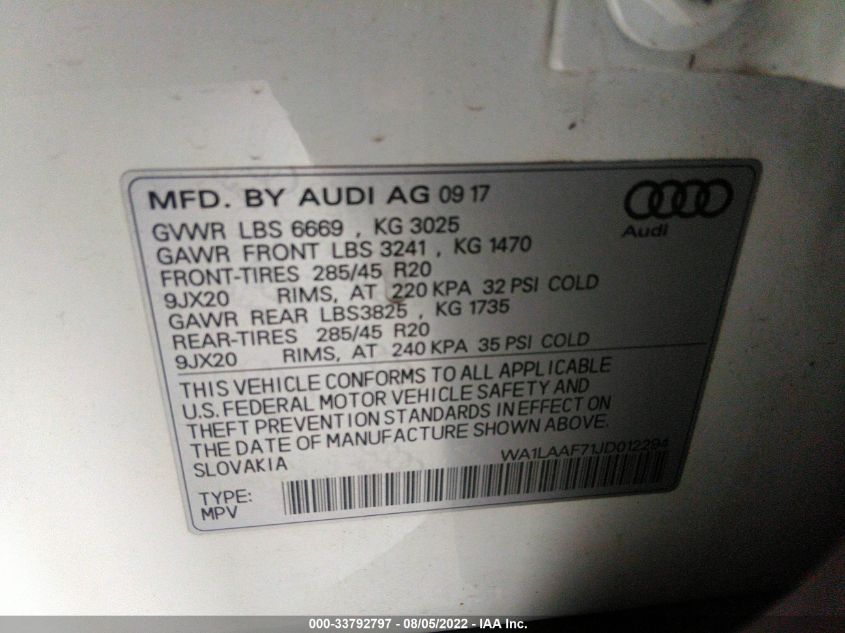 MFD. BY AUDI AG 09 17
Audi
GVWR LBS 6669 , KG 3025
GAWR FRONT LBS 3241 , KG 1470
FRONT-TIRES 285/45 R20
9JX20 RIMS, AT 220 KPA 32 PSI COLD
GAWR REAR LBS3825 , KG 1735
REAR-TIRES 285/45 R20
9JX20 RIMS, AT 240 KPA 35 PSI COLD
THIS VEHICLE CONFORMS TO ALL APPLICABLE
U.S. FEDERAL MOTOR VEHICLE SAFETY AND
THEFT PREVENTION STANDARDS IN EFFECT ON
THE DATE OF MANUFACTURE SHOWN ABOVE.
SLOVAKIA WA1LAAF71JD012294
TYPE:
MPV
000-33792797 - 08/05/2022 - IAA Inc.